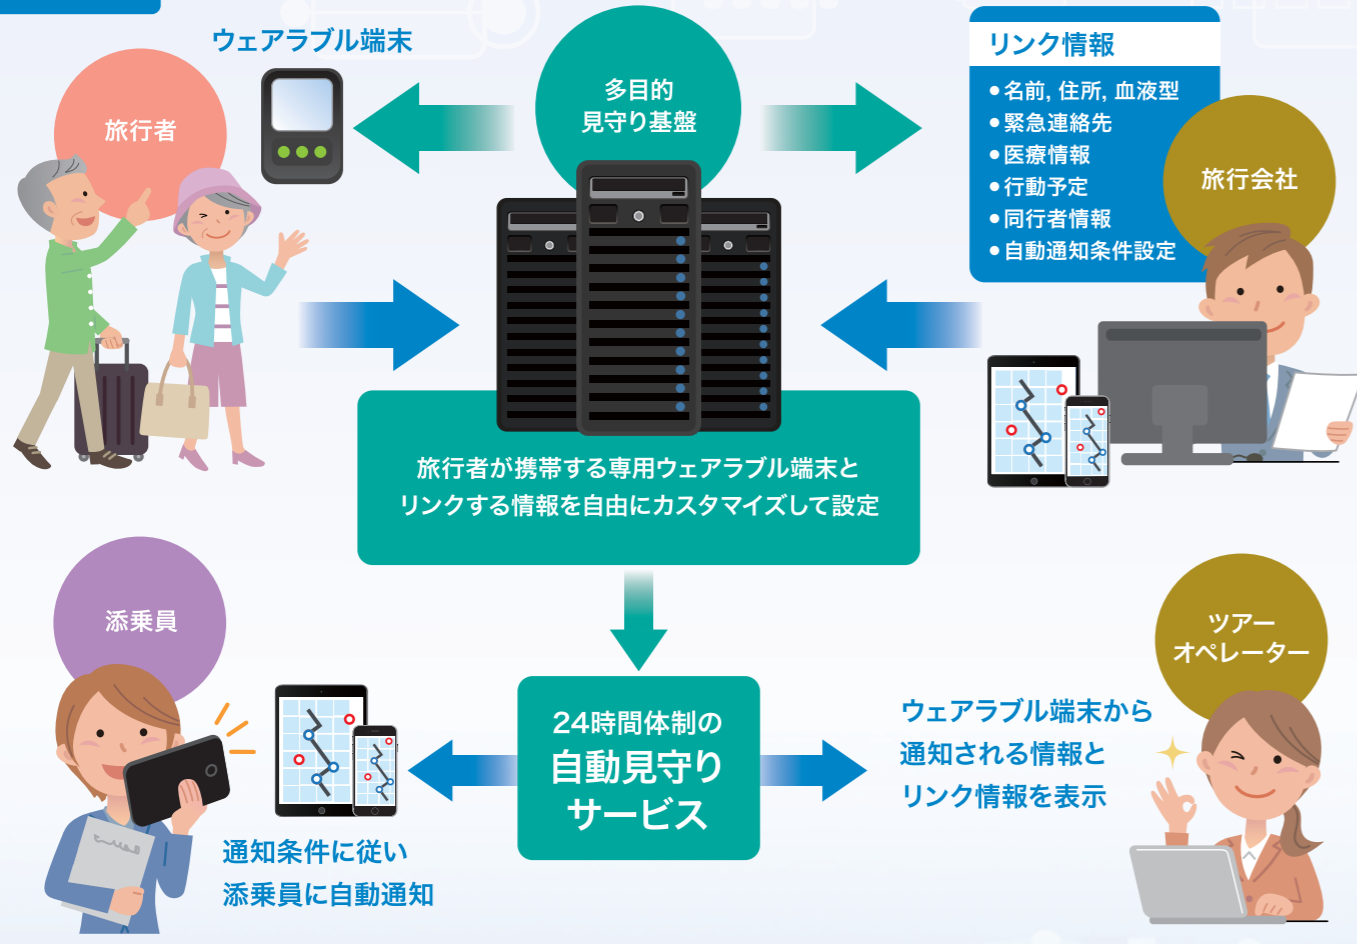 ウェアラブル端末
旅行者
多目的
見守り基盤
リンク情報
●名前, 住所, 血液型
●緊急連絡先
●医療情報
●行動予定
●同行者情報
●自動通知条件設定
旅行会社
旅行者が携帯する専用ウェアラブル端末と
リンクする情報を自由にカスタマイズして設定
添乗員
通知条件に従い
添乗員に自動通知
24時間体制の
自動見守り
サービス
ウェアラブル端末から
通知される情報と
リンク情報を表示
ツアー
オペレーター